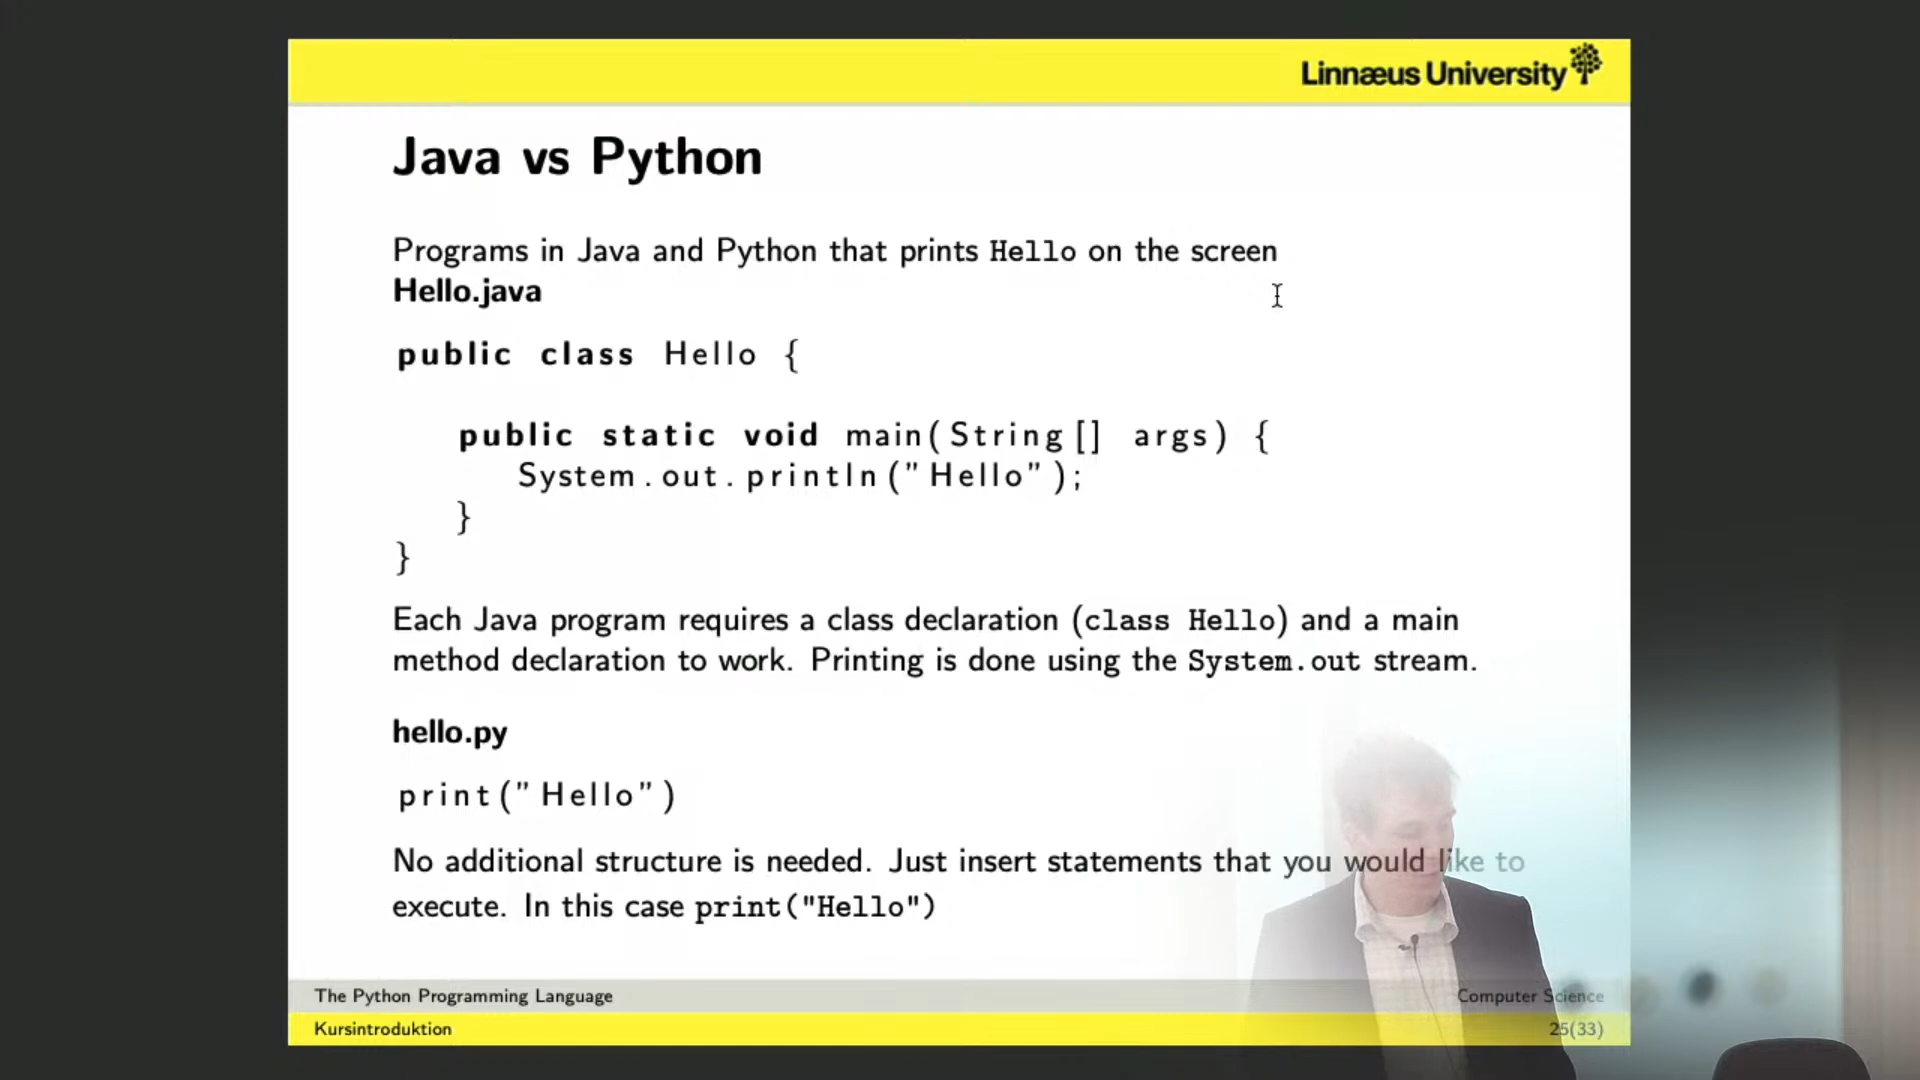 Linnæus University
Java vs Python
Programs in Java and Python that prints Hello on the screen
Hello.java
public class Hello {
public static void main(String[] args) {
System.out.println("Hello");
}
}
Each Java program requires a class declaration (class Hello) and a main
method declaration to work. Printing is done using the System.out stream.
hello.py
print("Hello")
No additional structure is needed. Just insert statements that you would like to
execute. In this case print("Hello")
The Python Programming Language
Computer Science
Kursintroduktion
25(33)